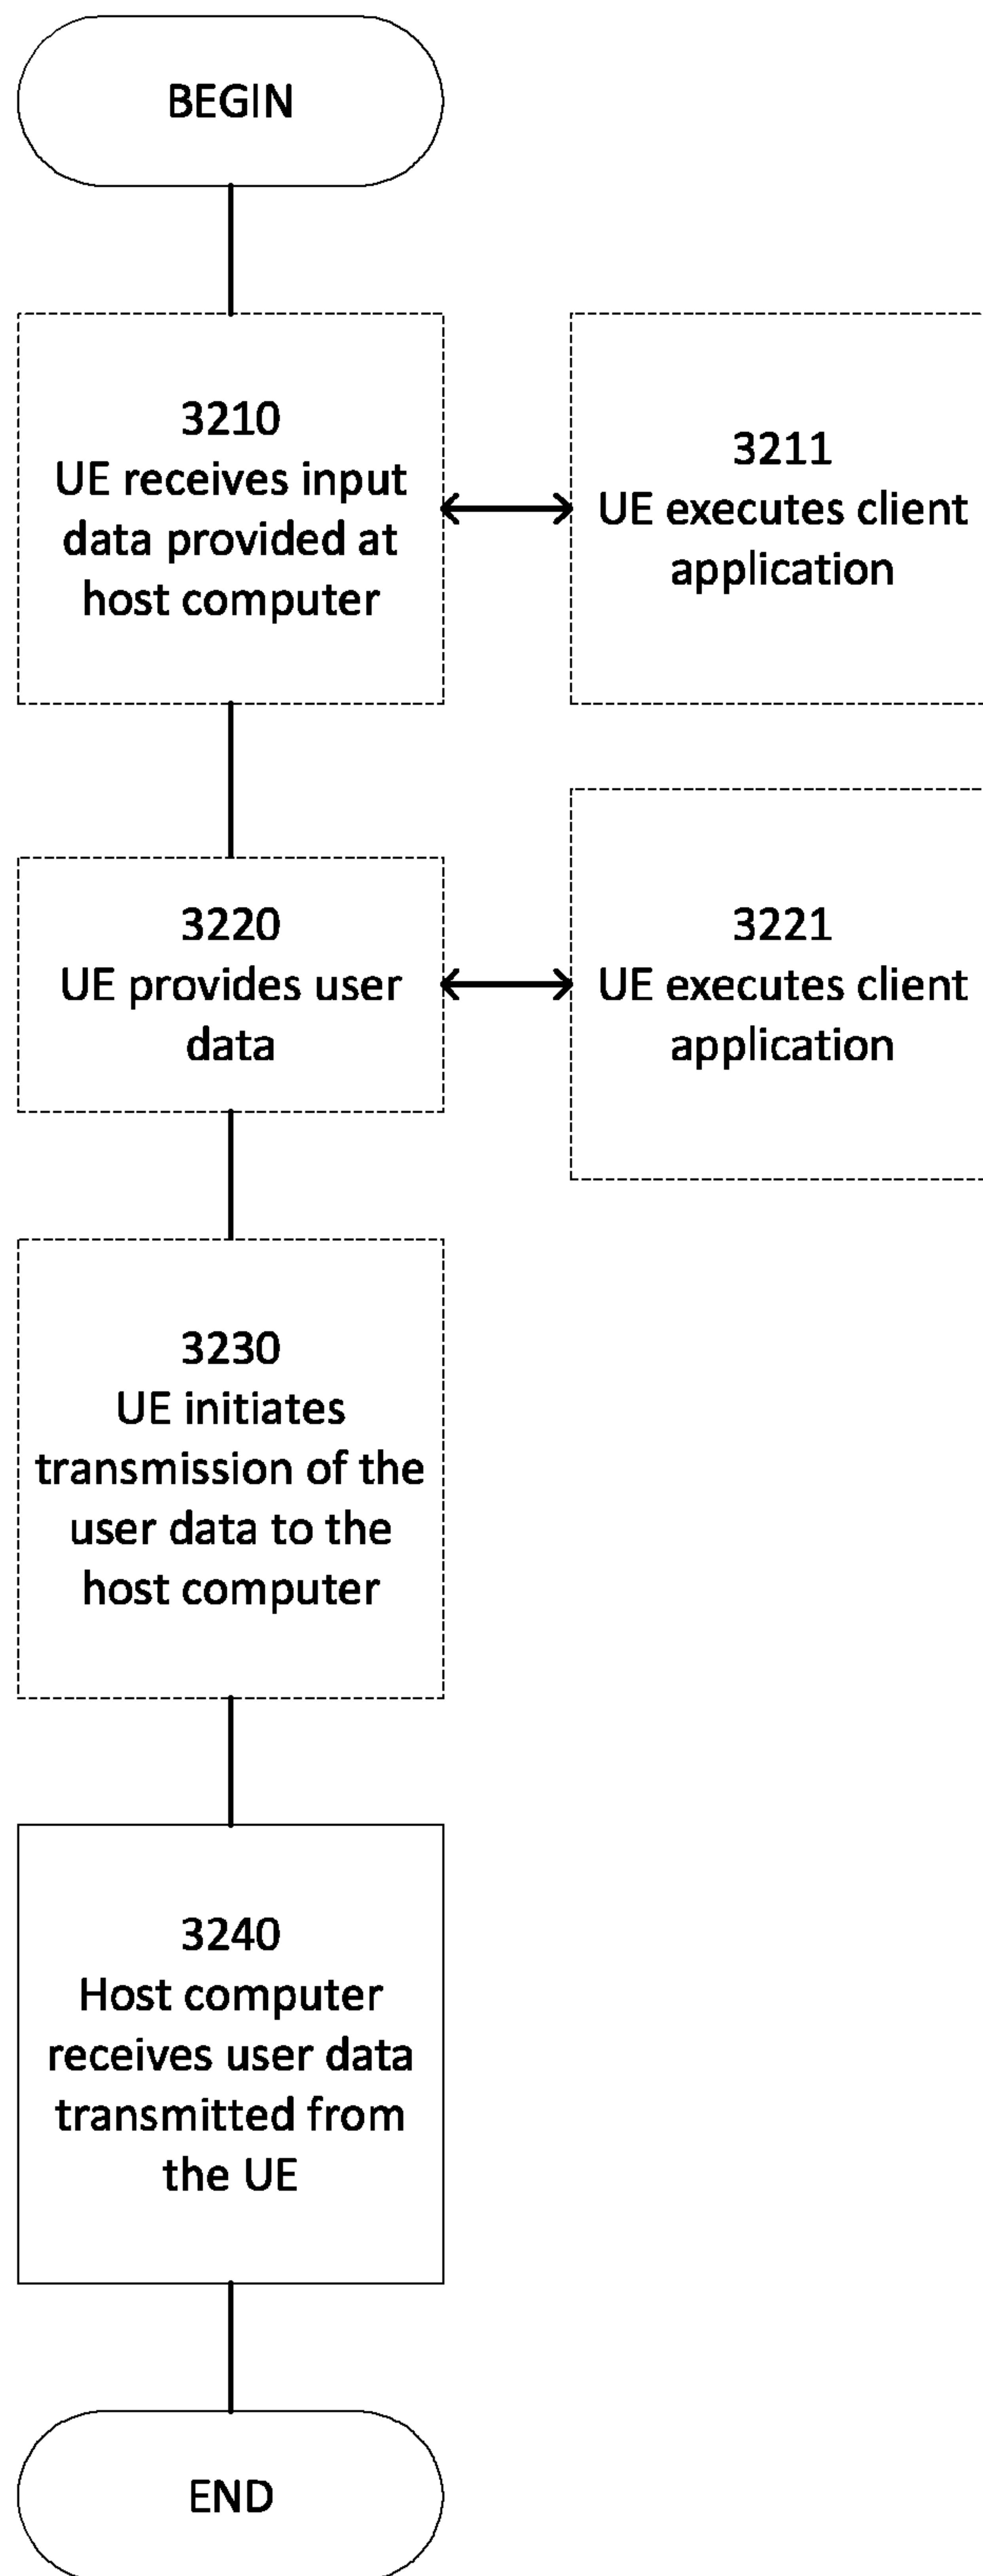 BEGIN
3210
UE receives input
data provided at
host computer
3211
UE executes client
application
3220
UE provides user
data
3221
UE executes client
application
3230
UE initiates
transmission of the
user data to the
host computer
3240
Host computer
receives user data
transmitted from
the UE
END